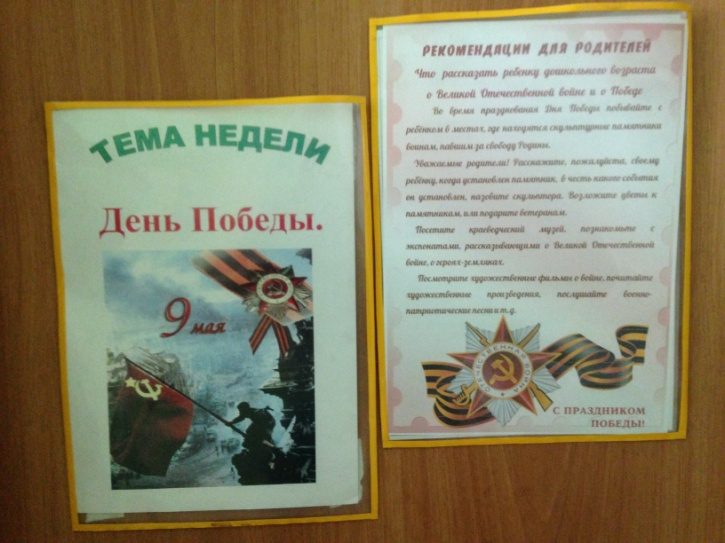 ТЕМА НЕДЕЛИ
День Победы.
9 мая
РЕКОМЕНДАЦИИ ДЛЯ РОДИТЕЛЕЙ
Что рассказать ребенку дошкольного возраста
о Великой Отечественной войне и о Победе
Во время празднования Дня Победы побывайте с
ребёнком в местах, где находятся скульптурные памятники
воинам, павшим за свободу Родины.
Уважаемые родители! Расскажите, пожалуйста, своему
ребёнку, когда установлен памятник, в честь какого события
он установлен, назовите скульптора. Возложите цветы к
памятникам, или подарите ветеранам.
Посетите краеведческий музей, познакомьте с
экспонатами, рассказывающими о Великой Отечественной
войне, о героях-земляках.
Посмотрите художественные фильмы о войне, почитайте
художественные произведения, послушайте военно-
патриотические песни и т.д.
ОТЕЧЕСТВЕННАЯ ВОЙНА
С ПРАЗДНИКОМ
ПОБЕДЫ!